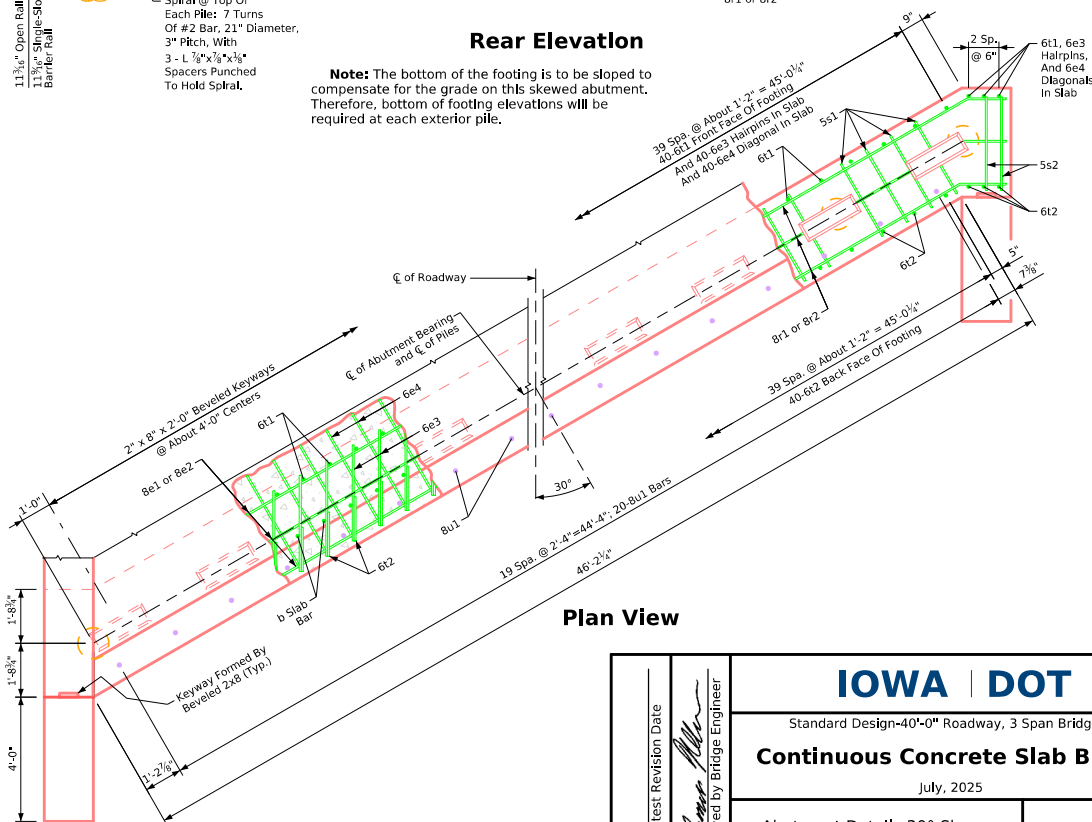 11 3/16" Open Rail
11 9/16" Single-Slo
Barrier Rail
Spiral @ Top Of
Each Pile: 7 Turns
Of #2 Bar, 21" Diameter,
3" Pitch, With
3 - L 7/8"x7/8"x1/8"
Spacers Punched
To Hold Spiral.
8r1 or 8r2
Rear Elevation
Note: The bottom of the footing is to be sloped to
compensate for the grade on this skewed abutment.
Therefore, bottom of footing elevations will be
required at each exterior pile.
9"
2 Sp.
@ 6"
6t1, 6e3
Hairpins,
And 6e4
Diagonals
In Slab
39 Spa. @ About 1'-2" = 45'-0 1/4"
40-6t1 Front Face Of Footing
And 40-6e3 Hairpins In Slab
And 40-6e4 Diagonal In Slab
5s1
6t1
5s2
6t2
6t2
5"
7 3/8"
8r1 or 8r2
39 Spa. @ About 1'-2" = 45'-0 1/4"
40-6t2 Back Face Of Footing
℄ of Roadway
℄ of Abutment Bearing
and ℄ of Piles
2" x 8" x 2'-0" Beveled Keyways
@ About 4'-0" Centers
6t1
6e4
6e3
8e1 or 8e2
1'-0"
8u1
30°
6t2
b Slab
Bar
19 Spa. @ 2'-4"=44'-4"; 20-8u1 Bars
46'-2 1/4"
1'-8 3/4"
1'-8 3/4"
Keyway Formed By
Beveled 2x8 (Typ.)
4'-0"
1'-2 7/8"
Plan View
test Revision Date
ed by Bridge Engineer
IOWA DOT
Standard Design-40'-0" Roadway, 3 Span Bridg
Continuous Concrete Slab B
July, 2025